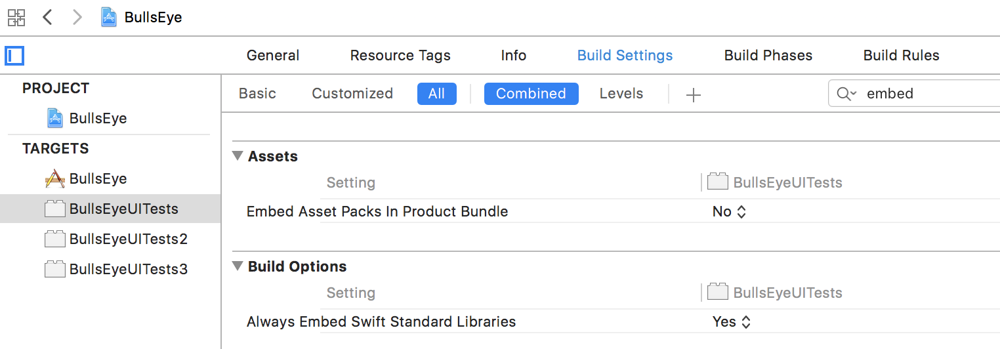 BullsEye
General Resource Tags Info Build Settings Build Phases Build Rules
PROJECT
BullsEye
TARGETS
BullsEye
BullsEyeUITests
BullsEyeUITests2
BullsEyeUITests3
Basic Customized All Combined Levels embed
Assets
Setting BullsEyeUITests
Embed Asset Packs In Product Bundle No
Build Options
Setting BullsEyeUITests
Always Embed Swift Standard Libraries Yes